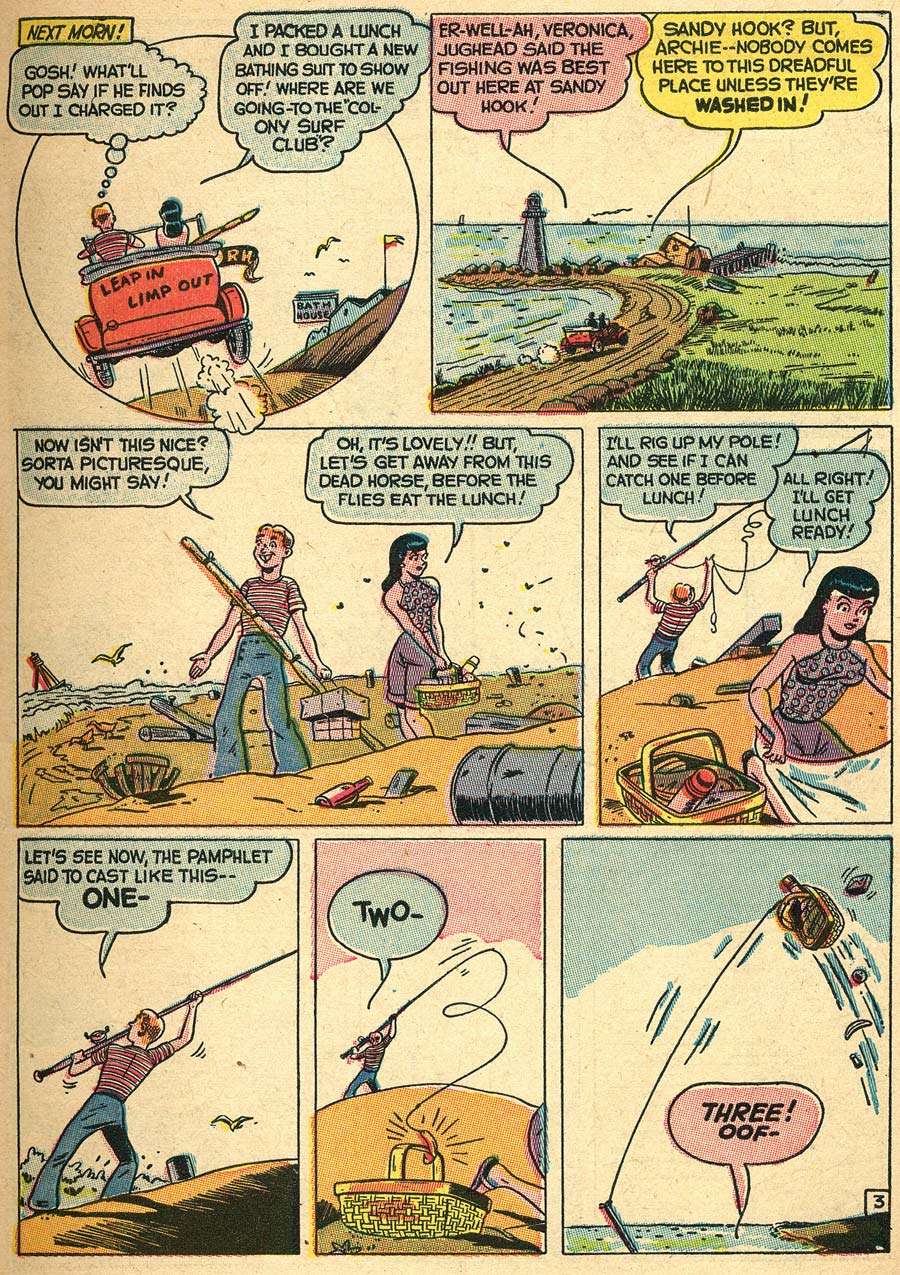 NEXT MORN!
GOSH! WHAT'LL
POP SAY IF HE FINDS
OUT I CHARGED IT?
I PACKED A LUNCH
AND I BOUGHT A NEW
BATHING SUIT TO SHOW
OFF! WHERE ARE WE
GOING-TO THE "COL-
ONY SURF
CLUB"?
RH
LEAP IN
LIMP OUT
BATH
HOUSE
ER-WELL-AH, VERONICA,
JUGHEAD SAID THE
FISHING WAS BEST
OUT HERE AT SANDY
HOOK!
SANDY HOOK? BUT,
ARCHIE--NOBODY COMES
HERE TO THIS DREADFUL
PLACE UNLESS THEY'RE
WASHED IN!
NOW ISN'T THIS NICE?
SORTA PICTURESQUE,
YOU MIGHT SAY!
OH, IT'S LOVELY!! BUT,
LET'S GET AWAY FROM THIS
DEAD HORSE, BEFORE THE
FLIES EAT THE LUNCH!
I'LL RIG UP MY POLE!
AND SEE IF I CAN
CATCH ONE BEFORE
LUNCH!
ALL RIGHT!
I'LL GET
LUNCH
READY!
LET'S SEE NOW, THE PAMPHLET
SAID TO CAST LIKE THIS--
ONE-
TWO-
THREE!
OOF-
3